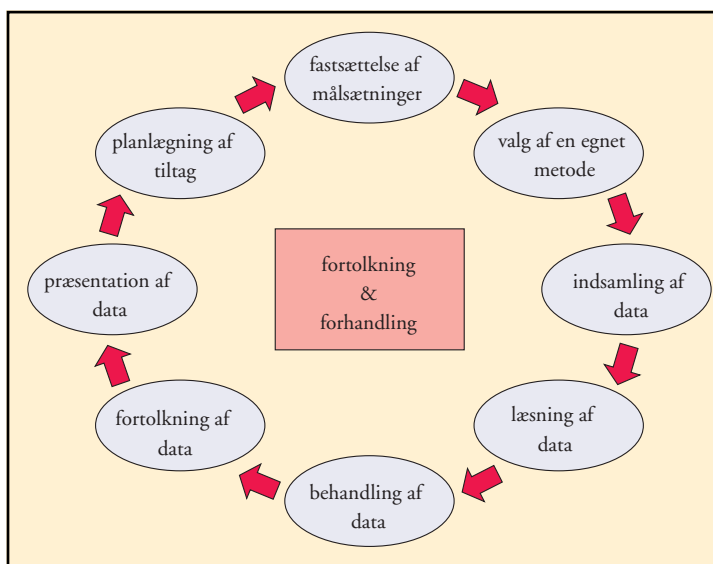 fastsættelse af
målsætninger
valg af en egnet
metode
indsamling af
data
læsning af
data
behandling af
data
fortolkning af
data
præsentation af
data
planlægning af
tiltag
fortolkning
&
forhandling